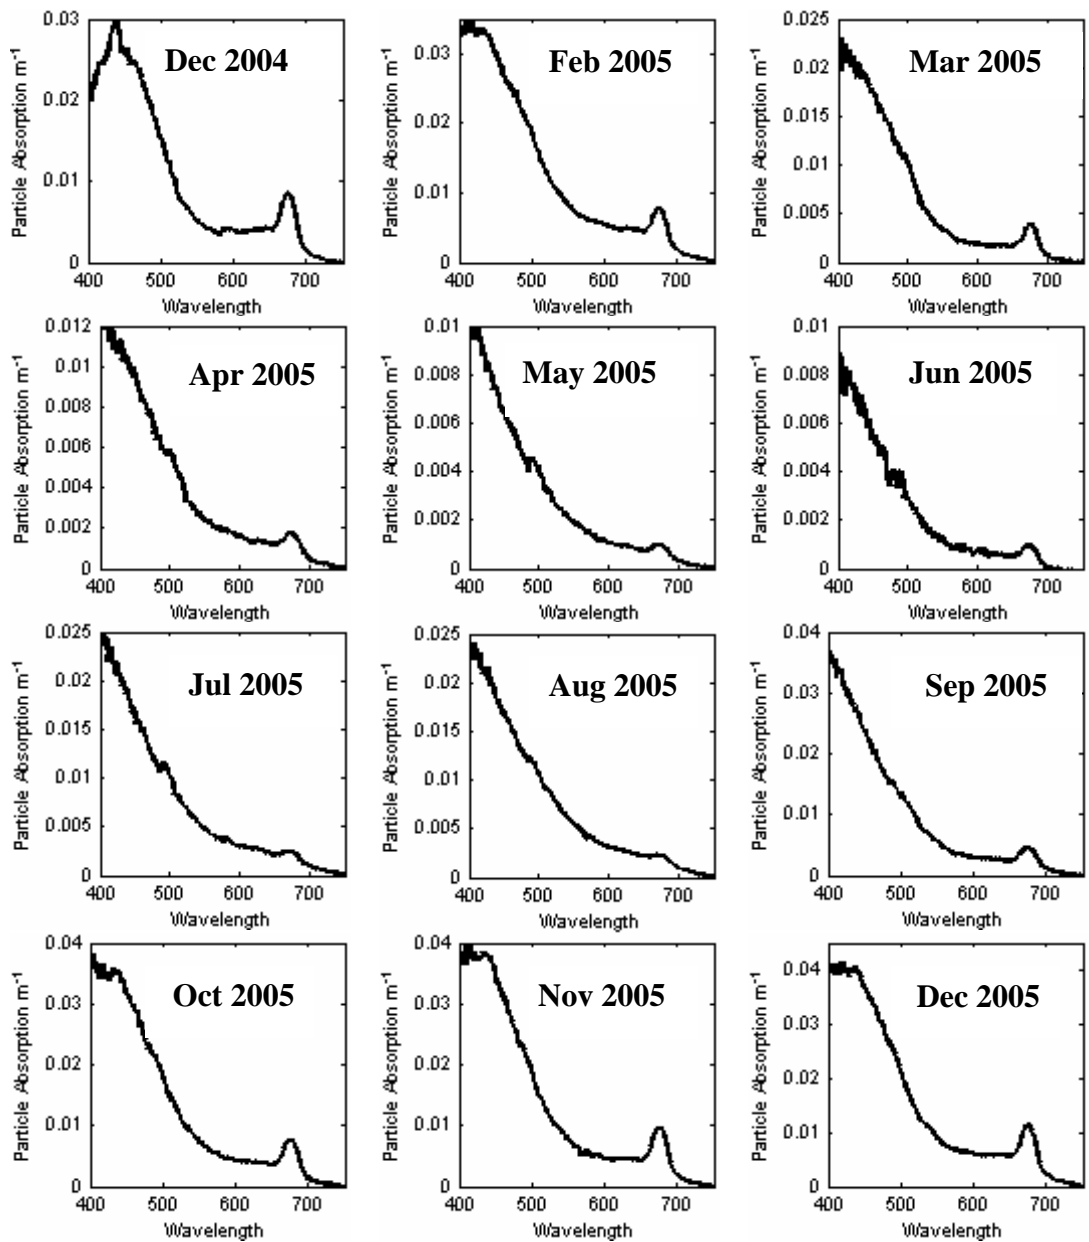 0.03
0.02
0.01
0
400 500 600 700
Wavelength
Particle Absorption m-1
Dec 2004
0.03
0.02
0.01
0
400 500 600 700
Wavelength
Particle Absorption m-1
Feb 2005
0.025
0.02
0.015
0.01
0.005
0
400 500 600 700
Wavelength
Particle Absorption m-1
Mar 2005
0.012
0.01
0.008
0.006
0.004
0.002
0
400 500 600 700
Wavelength
Particle Absorption m-1
Apr 2005
0.01
0.008
0.006
0.004
0.002
0
400 500 600 700
Wavelength
Particle Absorption m-1
May 2005
0.01
0.008
0.006
0.004
0.002
0
400 500 600 700
Wavelength
Particle Absorption m-1
Jun 2005
0.025
0.02
0.015
0.01
0.005
0
400 500 600 700
Wavelength
Particle Absorption m-1
Jul 2005
0.025
0.02
0.015
0.01
0.005
0
400 500 600 700
Wavelength
Particle Absorption m-1
Aug 2005
0.04
0.03
0.02
0.01
0
400 500 600 700
Wavelength
Particle Absorption m-1
Sep 2005
0.04
0.03
0.02
0.01
0
400 500 600 700
Wavelength
Particle Absorption m-1
Oct 2005
0.04
0.03
0.02
0.01
0
400 500 600 700
Wavelength
Particle Absorption m-1
Nov 2005
0.04
0.03
0.02
0.01
0
400 500 600 700
Wavelength
Particle Absorption m-1
Dec 2005